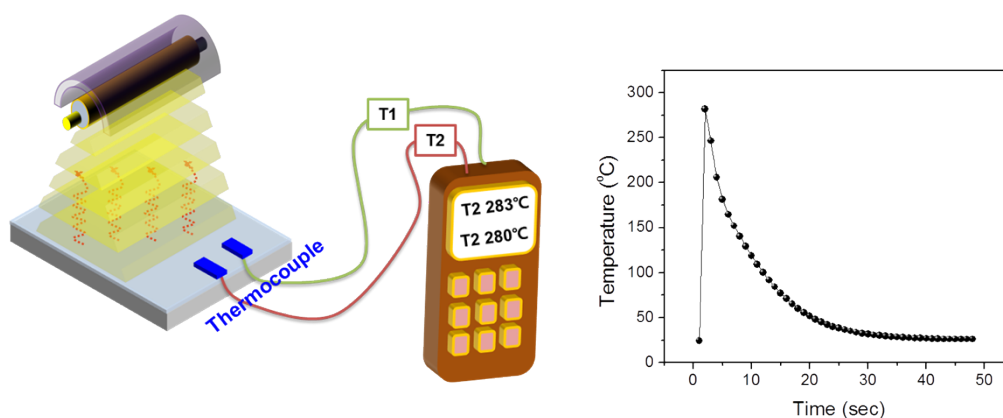 T1
T2
T2 283℃
T2 280℃
Thermocouple
Temperature (°C)
300
250
200
150
100
50
0
0 10 20 30 40 50
Time (sec)